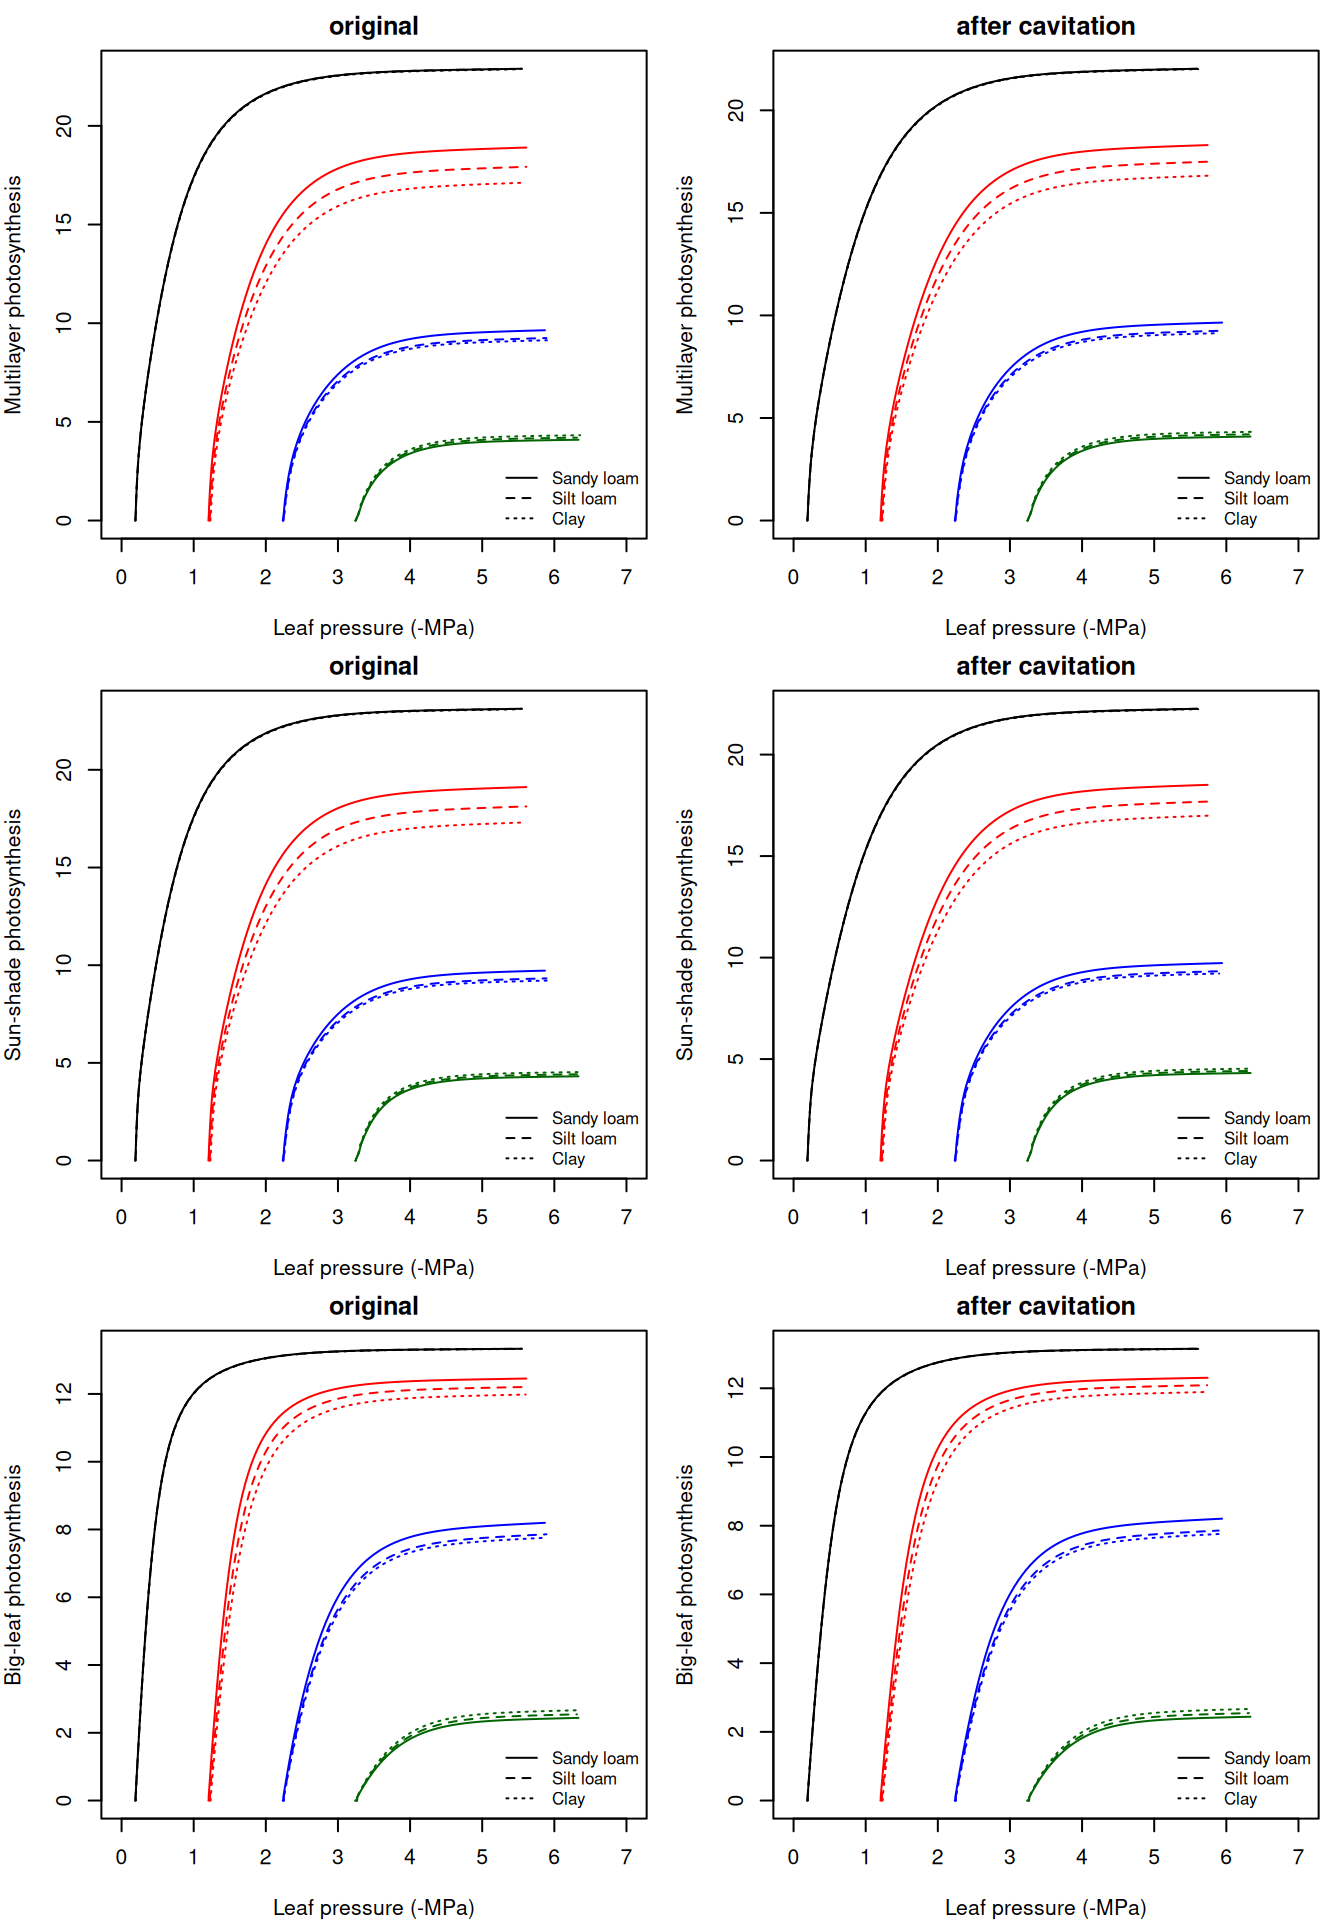 original
Multilayer photosynthesis
20
15
10
5
0
Sandy loam
Silt loam
Clay
0 1 2 3 4 5 6 7
Leaf pressure (-MPa)
after cavitation
Multilayer photosynthesis
20
15
10
5
0
Sandy loam
Silt loam
Clay
0 1 2 3 4 5 6 7
Leaf pressure (-MPa)
original
Sun-shade photosynthesis
20
15
10
5
0
Sandy loam
Silt loam
Clay
0 1 2 3 4 5 6 7
Leaf pressure (-MPa)
after cavitation
Sun-shade photosynthesis
20
15
10
5
0
Sandy loam
Silt loam
Clay
0 1 2 3 4 5 6 7
Leaf pressure (-MPa)
original
Big-leaf photosynthesis
12
10
8
6
4
2
0
Sandy loam
Silt loam
Clay
0 1 2 3 4 5 6 7
Leaf pressure (-MPa)
after cavitation
Big-leaf photosynthesis
12
10
8
6
4
2
0
Sandy loam
Silt loam
Clay
0 1 2 3 4 5 6 7
Leaf pressure (-MPa)